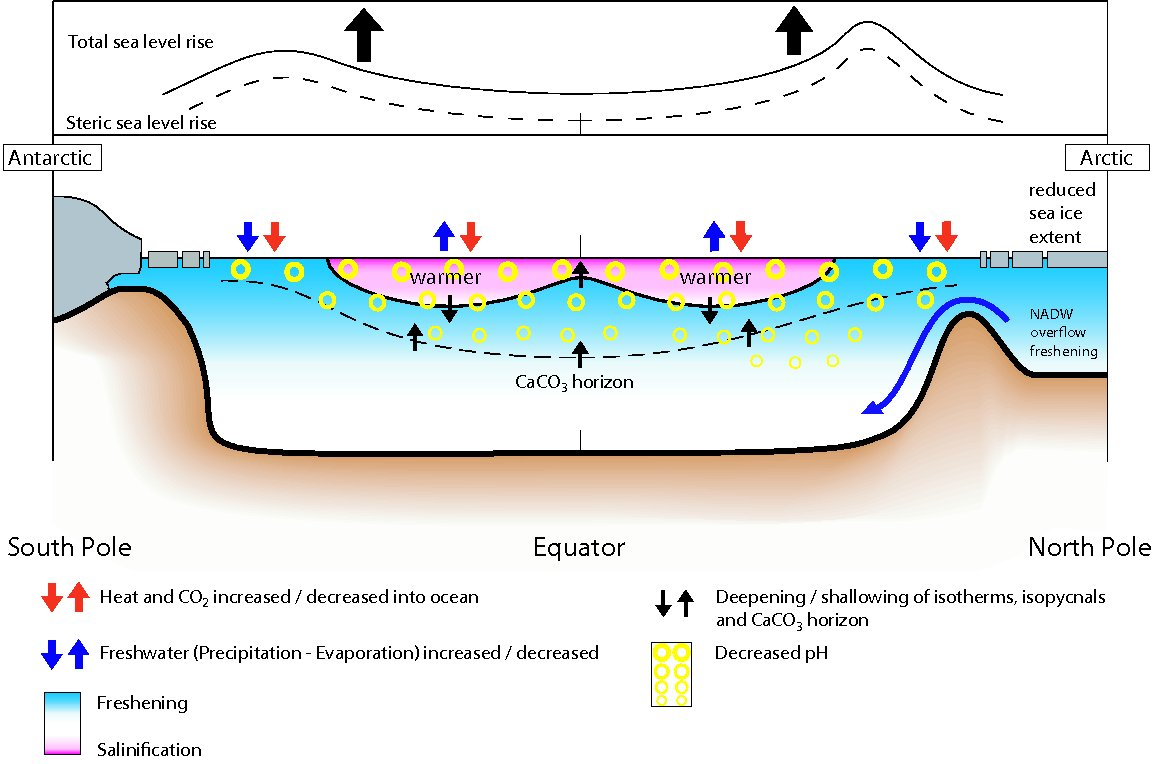 Total sea level rise
Steric sea level rise
Antarctic
Arctic
reduced
sea ice
extent
warmer
warmer
NADW
overflow
freshening
CaCO₃ horizon
South Pole
Equator
North Pole
Heat and CO₂ increased / decreased into ocean
Freshwater (Precipitation - Evaporation) increased / decreased
Freshening
Salinification
Deepening / shallowing of isotherms, isopycnals
and CaCO₃ horizon
Decreased pH